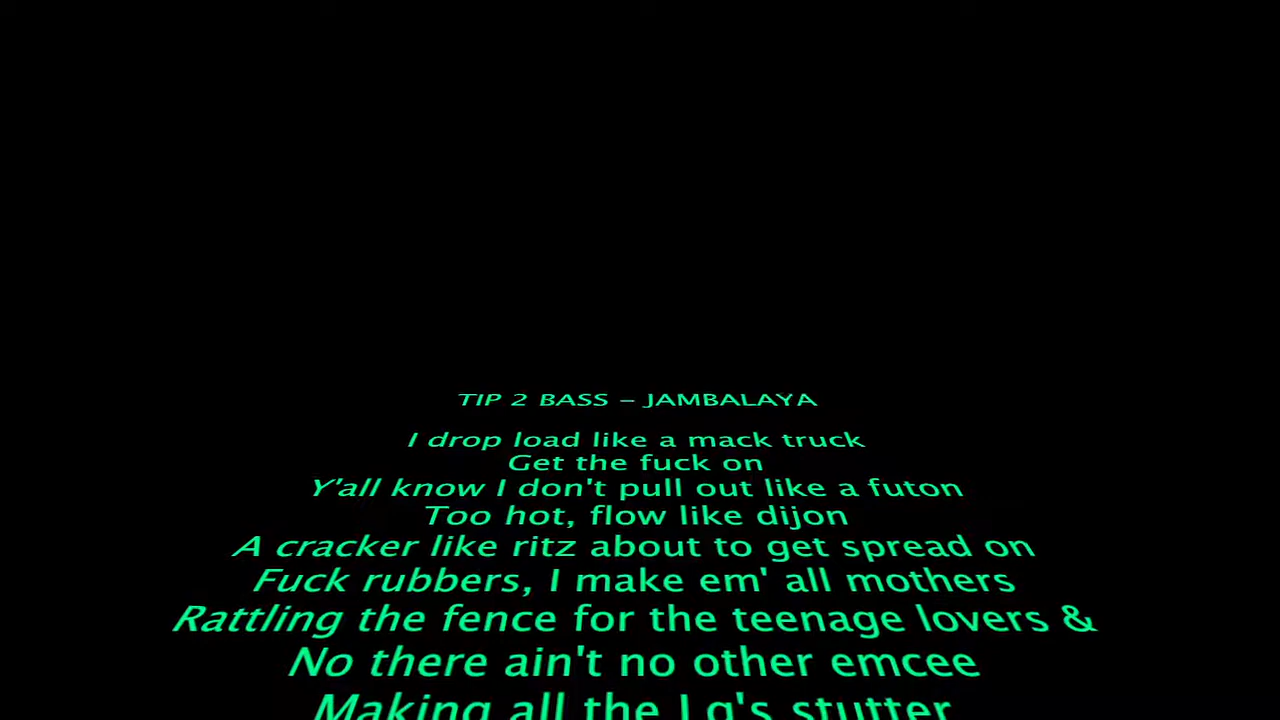 TIP 2 BASS – JAMBALAYA
I drop load like a mack truck
Get the fuck on
Y'all know I don't pull out like a futon
Too hot, flow like dijon
A cracker like ritz about to get spread on
Fuck rubbers, I make em' all mothers
Rattling the fence for the teenage lovers &
No there ain't no other emcee
Making all the stutter